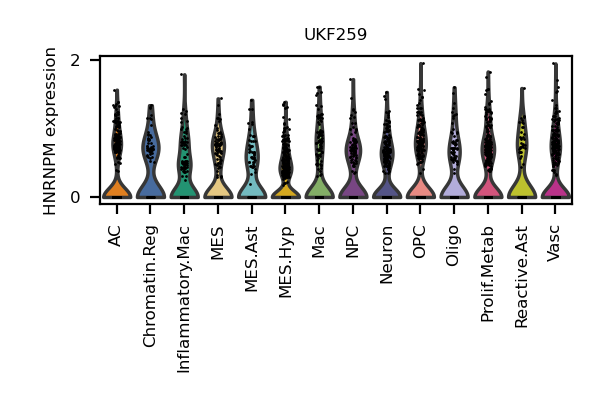 UKF259
HNRNPM expression
2
0
AC
Chromatin.Reg
Inflammatory.Mac
MES
MES.Ast
MES.Hyp
Mac
NPC
Neuron
OPC
Oligo
Prolif.Metab
Reactive.Ast
Vasc